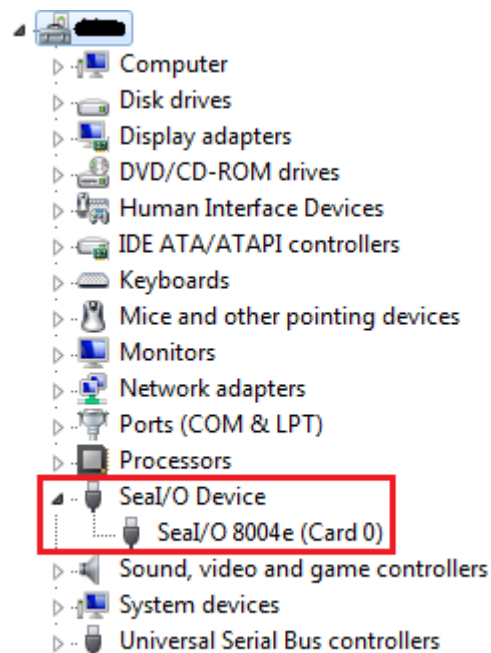 Computer
Disk drives
Display adapters
DVD/CD-ROM drives
Human Interface Devices
IDE ATA/ATAPI controllers
Keyboards
Mice and other pointing devices
Monitors
Network adapters
Ports (COM & LPT)
Processors
SeaI/O Device
SeaI/O 8004e (Card 0)
Sound, video and game controllers
System devices
Universal Serial Bus controllers